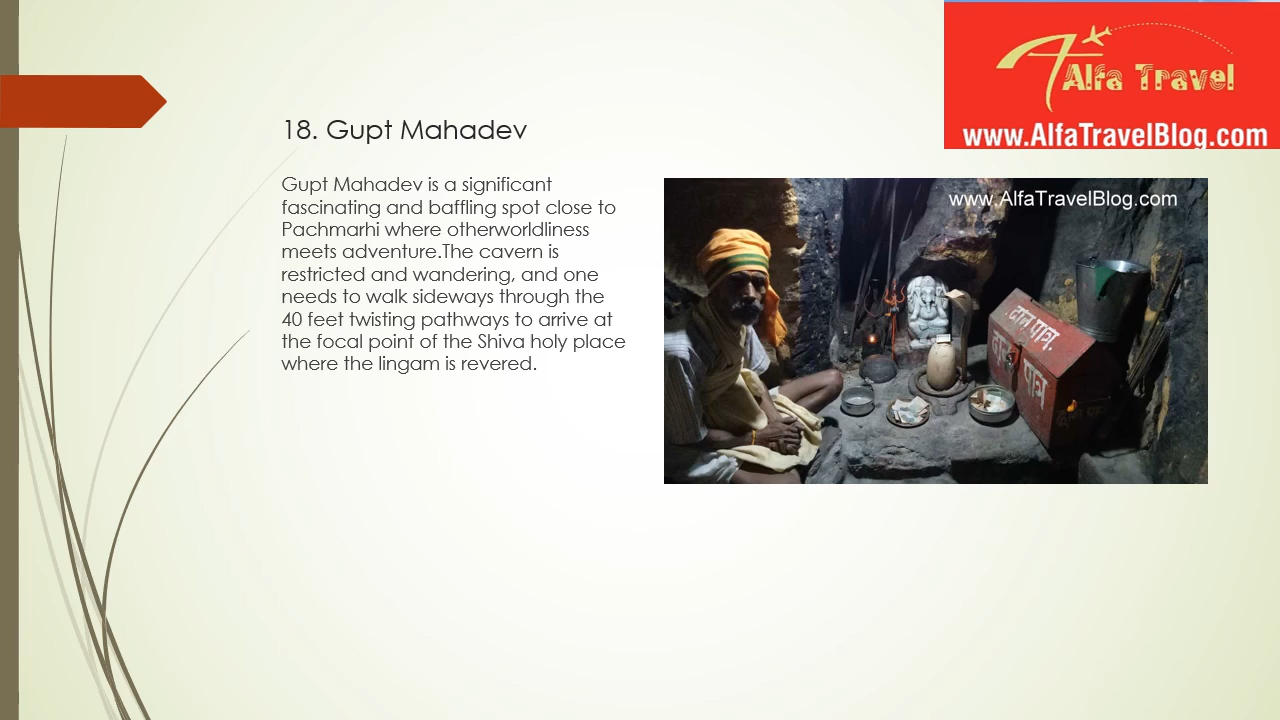 Alfa Travel
www.AlfaTravelBlog.com
18. Gupt Mahadev
Gupt Mahadev is a significant
fascinating and baffling spot close to
Pachmarhi where otherworldliness
meets adventure.The cavern is
restricted and wandering, and one
needs to walk sideways through the
40 feet twisting pathways to arrive at
the focal point of the Shiva holy place
where the lingam is revered.
www.AlfaTravelBlog.com
दान पात्र
दान पात्र